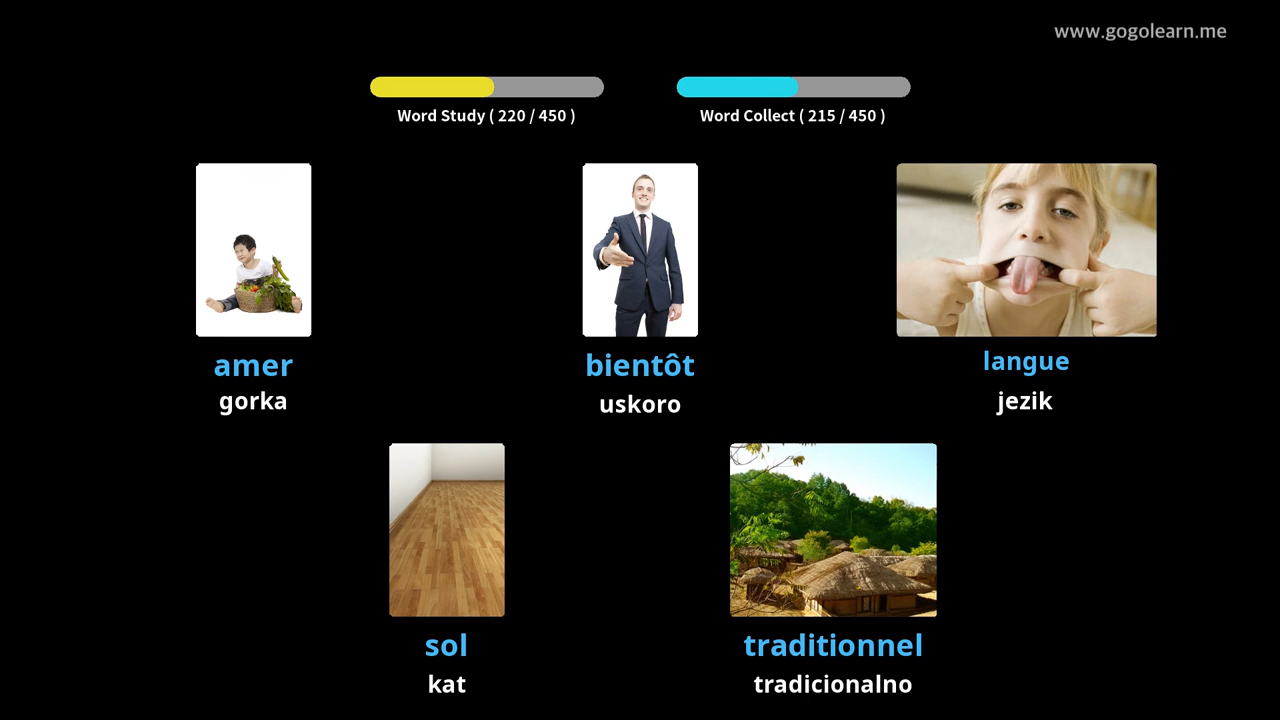 www.gogolearn.me
Word Study ( 220 / 450 )
Word Collect ( 215 / 450 )
amer
gorka
bientôt
uskoro
langue
jezik
sol
kat
traditionnel
tradicionalno